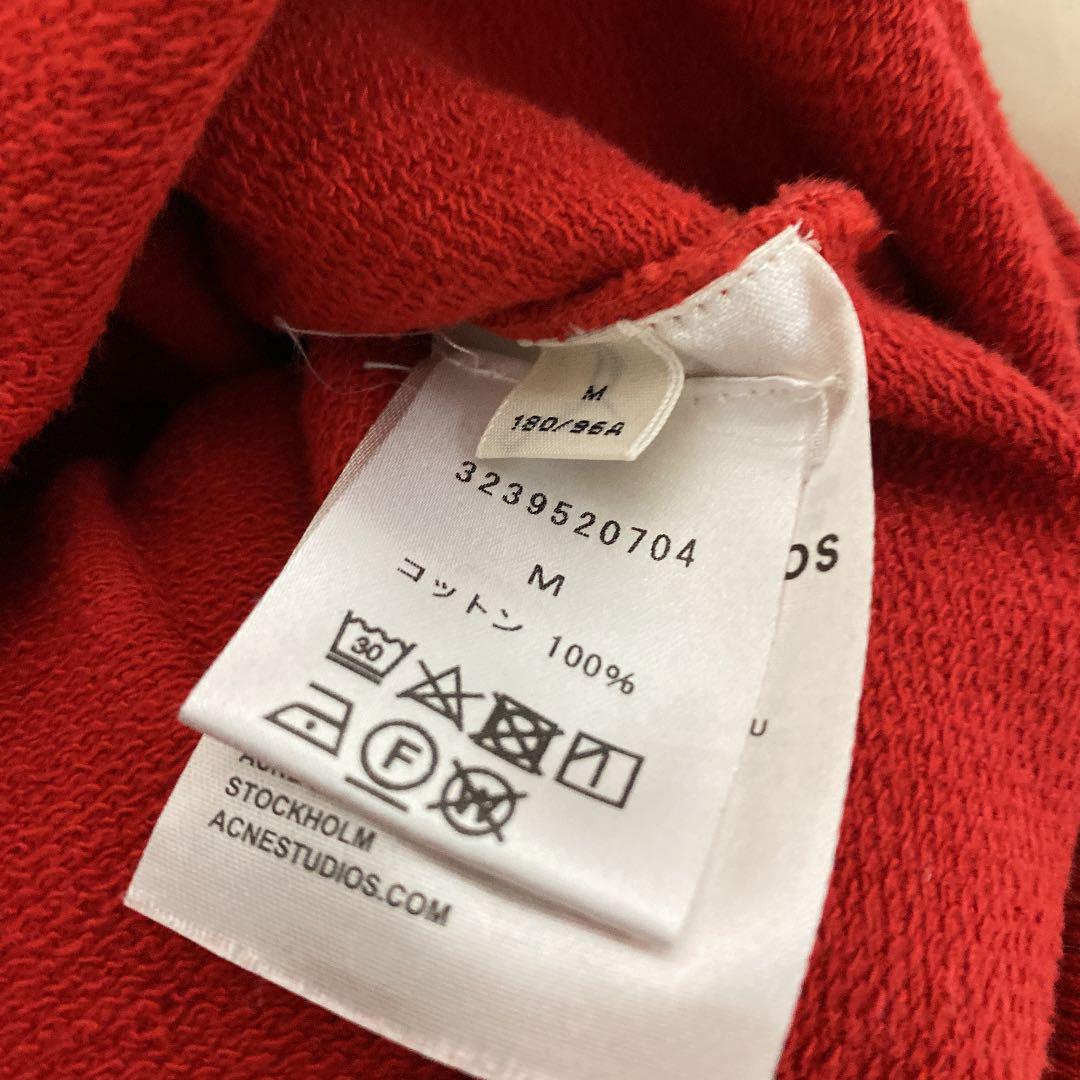 M
180/96A
3239520704
M
コットン 100%
30
F
W
STOCKHOLM
ACNESTUDIOS.COM
U